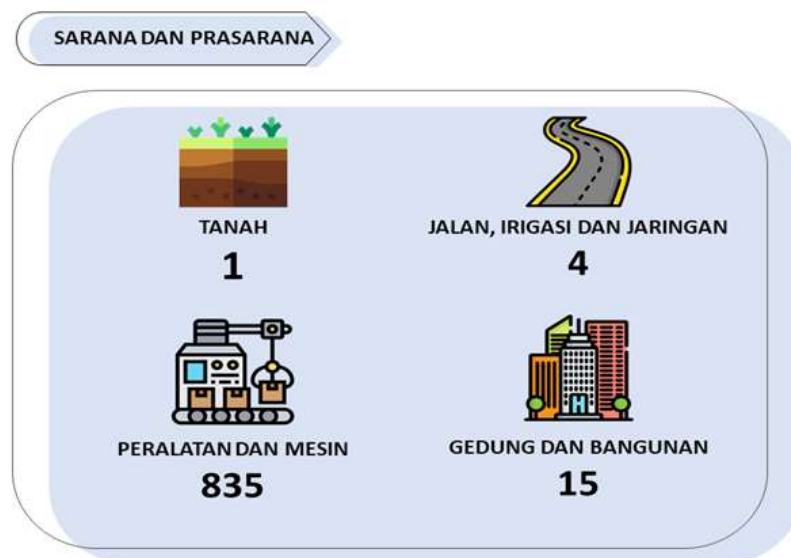 SARANA DAN PRASARANA
TANAH
1
JALAN, IRIGASI DAN JARINGAN
4
PERALATAN DAN MESIN
835
GEDUNG DAN BANGUNAN
15